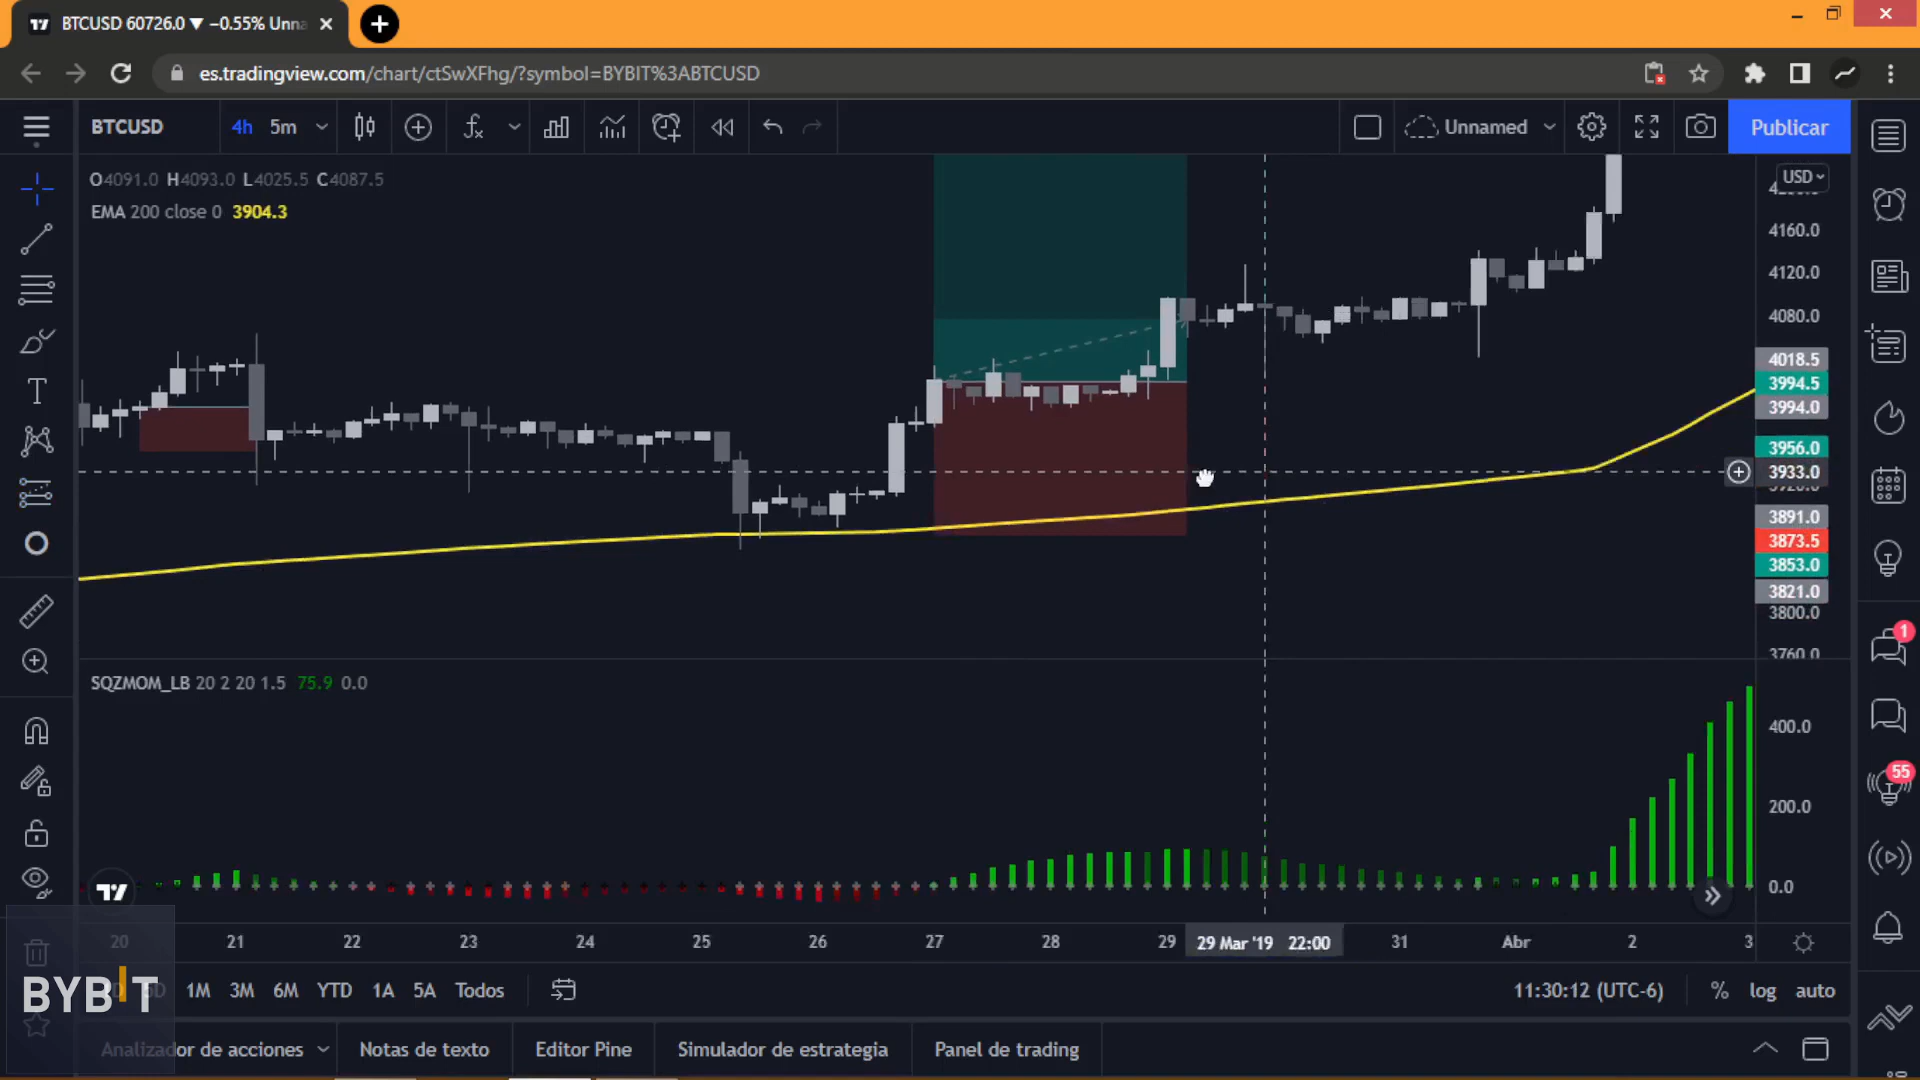 BTCUSD 60726.0 ▼ −0.55% Unna
es.tradingview.com/chart/ctSwXFhg/?symbol=BYBIT%3ABTCUSD
BTCUSD 4h 5m Unnamed Publicar
O4091.0 H4093.0 L4025.5 C4087.5
EMA 200 close 0 3904.3
USD
4160.0
4120.0
4080.0
4018.5
3994.5
3994.0
3956.0
3933.0
3891.0
3873.5
3853.0
3821.0
3800.0
3760.0
SQZMOM_LB 20 2 20 1.5 75.9 0.0
400.0
200.0
0.0
1
55
20 21 22 23 24 25 26 27 28 29 29 Mar '19 22:00 31 Abr 2 3
BYBIT
5D 1M 3M 6M YTD 1A 5A Todos 11:30:12 (UTC-6) % log auto
Analizador de acciones Notas de texto Editor Pine Simulador de estrategia Panel de trading